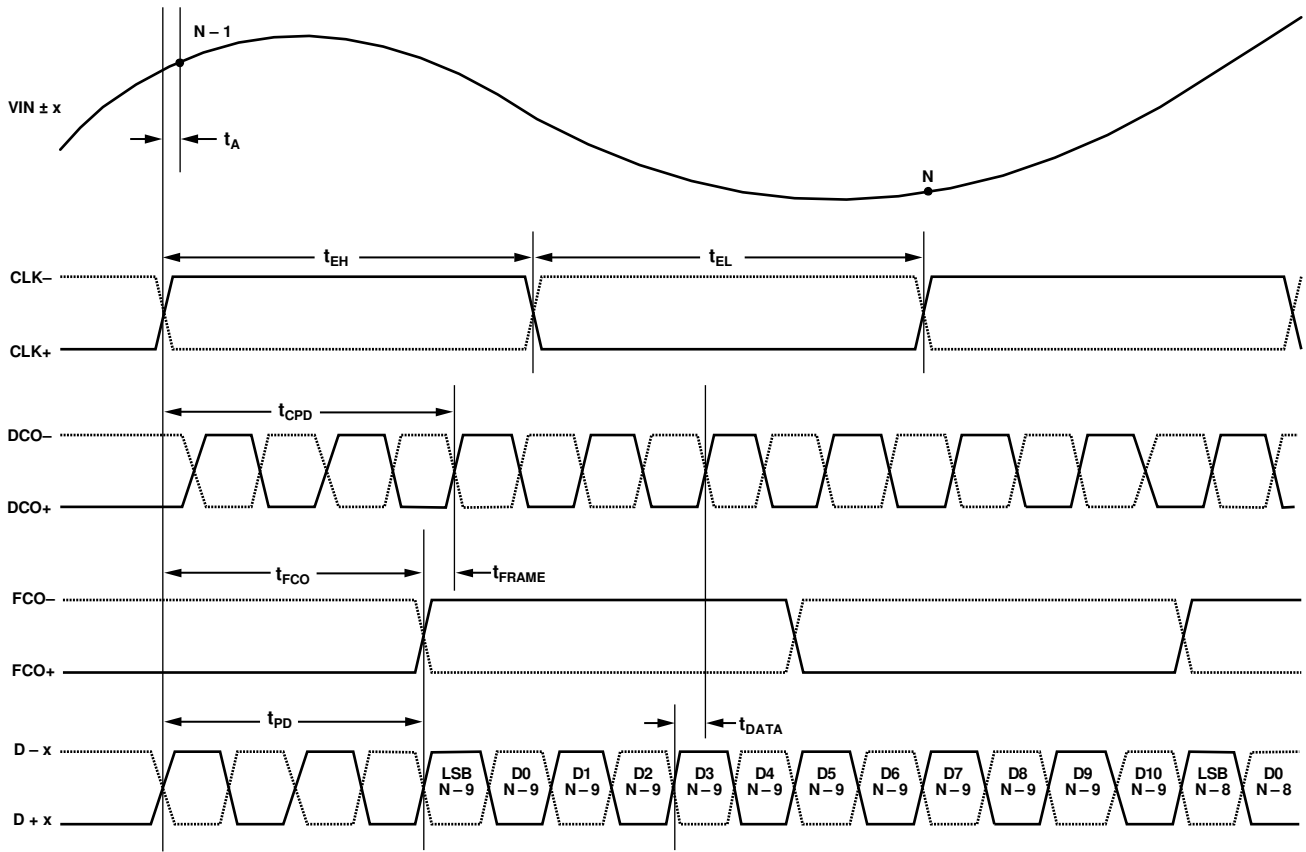 N – 1
VIN ± x
tA
N
tEH
tEL
CLK–
CLK+
tCPD
DCO–
DCO+
tFCO
tFRAME
FCO–
FCO+
tPD
tDATA
D – x
LSB N – 9
D0 N – 9
D1 N – 9
D2 N – 9
D3 N – 9
D4 N – 9
D5 N – 9
D6 N – 9
D7 N – 9
D8 N – 9
D9 N – 9
D10 N – 9
LSB N – 8
D0 N – 8
D + x